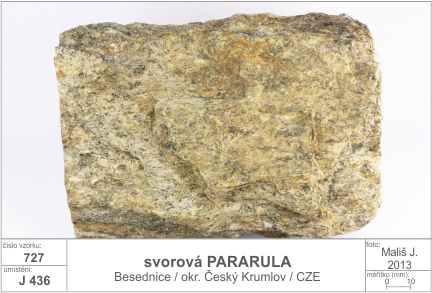 číslo vzorku:
727
umístění:
J 436
svorová PARARULA
Besednice / okr. Český Krumlov / CZE
foto:
Mališ J.
2013
měřítko (mm):
0 10